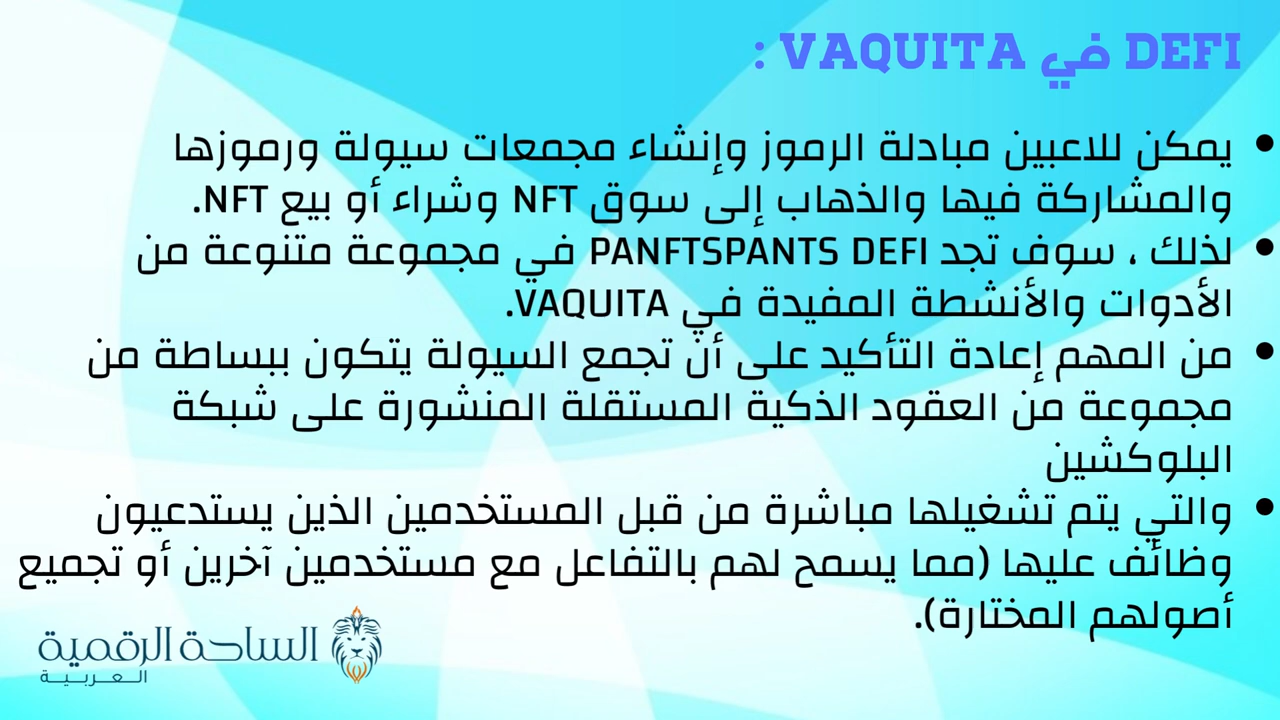 DEFI في VAQUITA :
• يمكن للاعبين مبادلة الرموز وإنشاء مجمعات سيولة ورموزها
والمشاركة فيها والذهاب إلى سوق NFT وشراء أو بيع NFT.
• لذلك ، سوف تجد PANFTSPANTS DEFI في مجموعة متنوعة من
الأدوات والأنشطة المفيدة في VAQUITA.
• من المهم إعادة التأكيد على أن تجمع السيولة يتكون ببساطة من
مجموعة من العقود الذكية المستقلة المنشورة على شبكة
البلوكشين
• والتي يتم تشغيلها مباشرة من قبل المستخدمين الذين يستدعيون
وظائف عليها (مما يسمح لهم بالتفاعل مع مستخدمين آخرين أو تجميع
أصولهم المختارة).
الساحة الرقمية
العربية